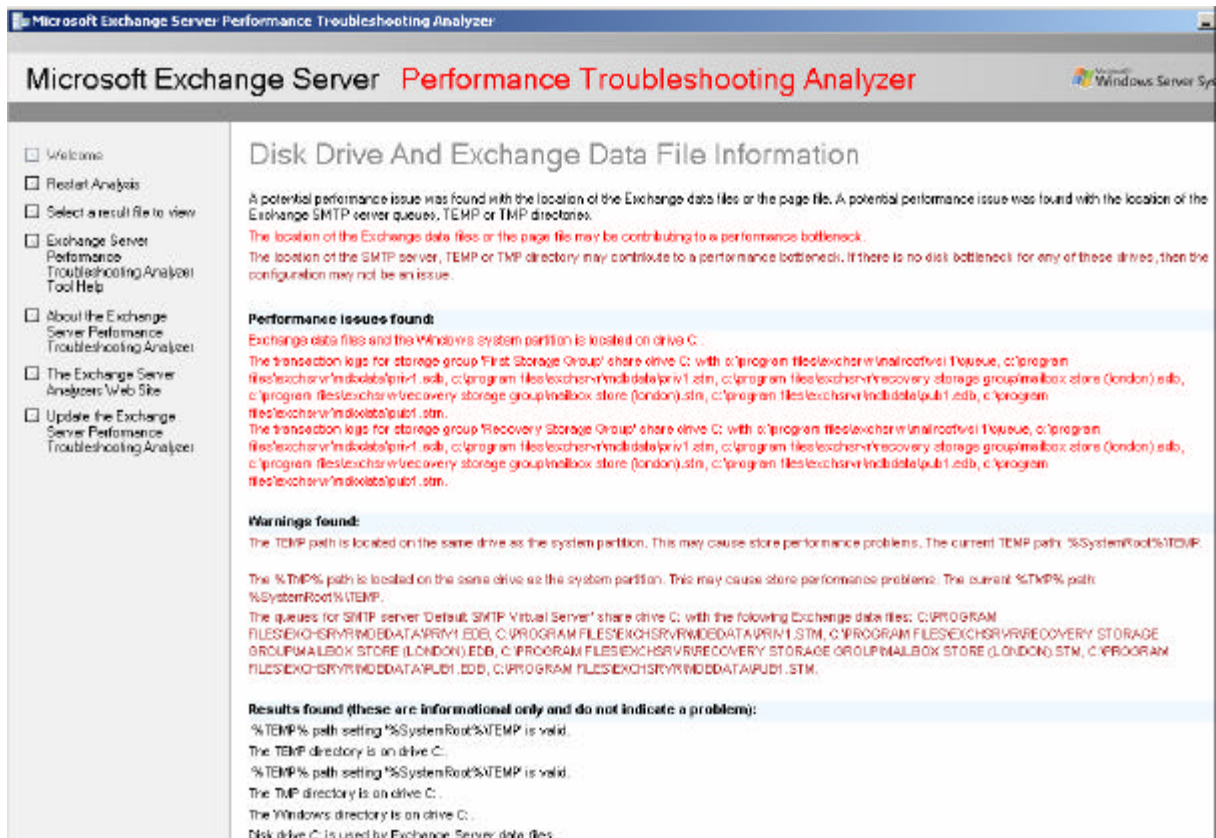 Microsoft Exchange Server Performance Troubleshooting Analyzer
Microsoft Exchange Server Performance Troubleshooting Analyzer
Windows Server Sys
Welcome
Restart Analysis
Select a result file to view
Exchange Server
Performance
Troubleshooting Analyzer
Tool Help
About the Exchange
Server Performance
Troubleshooting Analyzer
The Exchange Server
Analyzers Web Site
Update the Exchange
Server Performance
Troubleshooting Analyzer
Disk Drive And Exchange Data File Information
A potential performance issue was found with the location of the Exchange data files or the page file. A potential performance issue was found with the location of the
Exchange SMTP server queues, TEMP or TMP directories.
The location of the Exchange data files or the page file may be contributing to a performance bottleneck.
The location of the SMTP server, TEMP or TMP directory may contribute to a performance bottleneck. If there is no disk bottleneck for any of these drives, then the
configuration may not be an issue.
Performance issues found:
Exchange data files and the Windows system partition is located on drive C: .
The transaction logs for storage group 'First Storage Group' share drive C: with c:\program files\exchsrvr\mailroot\vsi 1\queue, c:\program
files\exchsrvr\mdbdata\priv1.edb, c:\program files\exchsrvr\mdbdata\priv1.stm, c:\program files\exchsrvr\recovery storage group\mailbox store (london).edb,
c:\program files\exchsrvr\recovery storage group\mailbox store (london).stm, c:\program files\exchsrvr\mdbdata\pub1.edb, c:\program
files\exchsrvr\mdbdata\pub1.stm.
The transaction logs for storage group 'Recovery Storage Group' share drive C: with c:\program files\exchsrvr\mailroot\vsi 1\queue, c:\program
files\exchsrvr\mdbdata\priv1.edb, c:\program files\exchsrvr\mdbdata\priv1.stm, c:\program files\exchsrvr\recovery storage group\mailbox store (london).edb,
c:\program files\exchsrvr\recovery storage group\mailbox store (london).stm, c:\program files\exchsrvr\mdbdata\pub1.edb, c:\program
files\exchsrvr\mdbdata\pub1.stm.
Warnings found:
The TEMP path is located on the same drive as the system partition. This may cause store performance problems. The current TEMP path: %SystemRoot%\TEMP.
The %TMP% path is located on the same drive as the system partition. This may cause store performance problems. The current %TMP% path:
%SystemRoot%\TEMP.
The queues for SMTP server 'Default SMTP Virtual Server' share drive C: with the following Exchange data files: C:\PROGRAM
FILES\EXCHSRVR\MDBDATA\PRIV1.EDB, C:\PROGRAM FILES\EXCHSRVR\MDBDATA\PRIV1.STM, C:\PROGRAM FILES\EXCHSRVR\RECOVERY STORAGE
GROUP\MAILBOX STORE (LONDON).EDB, C:\PROGRAM FILES\EXCHSRVR\RECOVERY STORAGE GROUP\MAILBOX STORE (LONDON).STM, C:\PROGRAM
FILES\EXCHSRVR\MDBDATA\PUB1.EDB, C:\PROGRAM FILES\EXCHSRVR\MDBDATA\PUB1.STM.
Results found (these are informational only and do not indicate a problem):
%TEMP% path setting '%SystemRoot%\TEMP' is valid.
The TEMP directory is on drive C: .
%TEMP% path setting '%SystemRoot%\TEMP' is valid.
The TMP directory is on drive C: .
The Windows directory is on drive C: .
Disk drive C: is used by Exchange Server data files.